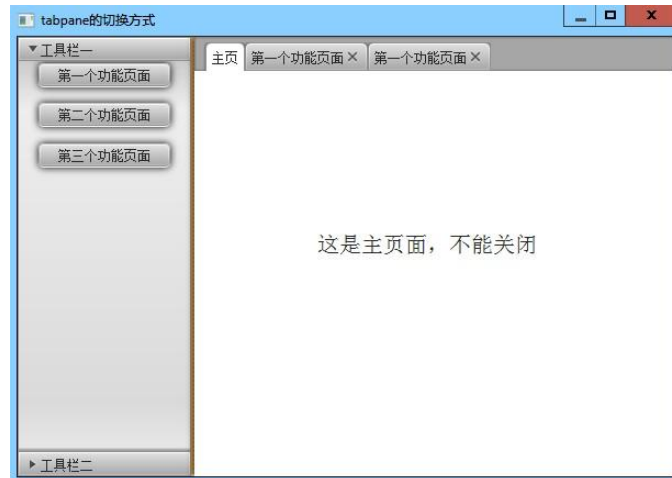 tabpane的切换方式
工具栏一
第一个功能页面
第二个功能页面
第三个功能页面
工具栏二
主页 第一个功能页面 第一个功能页面
这是主页面，不能关闭